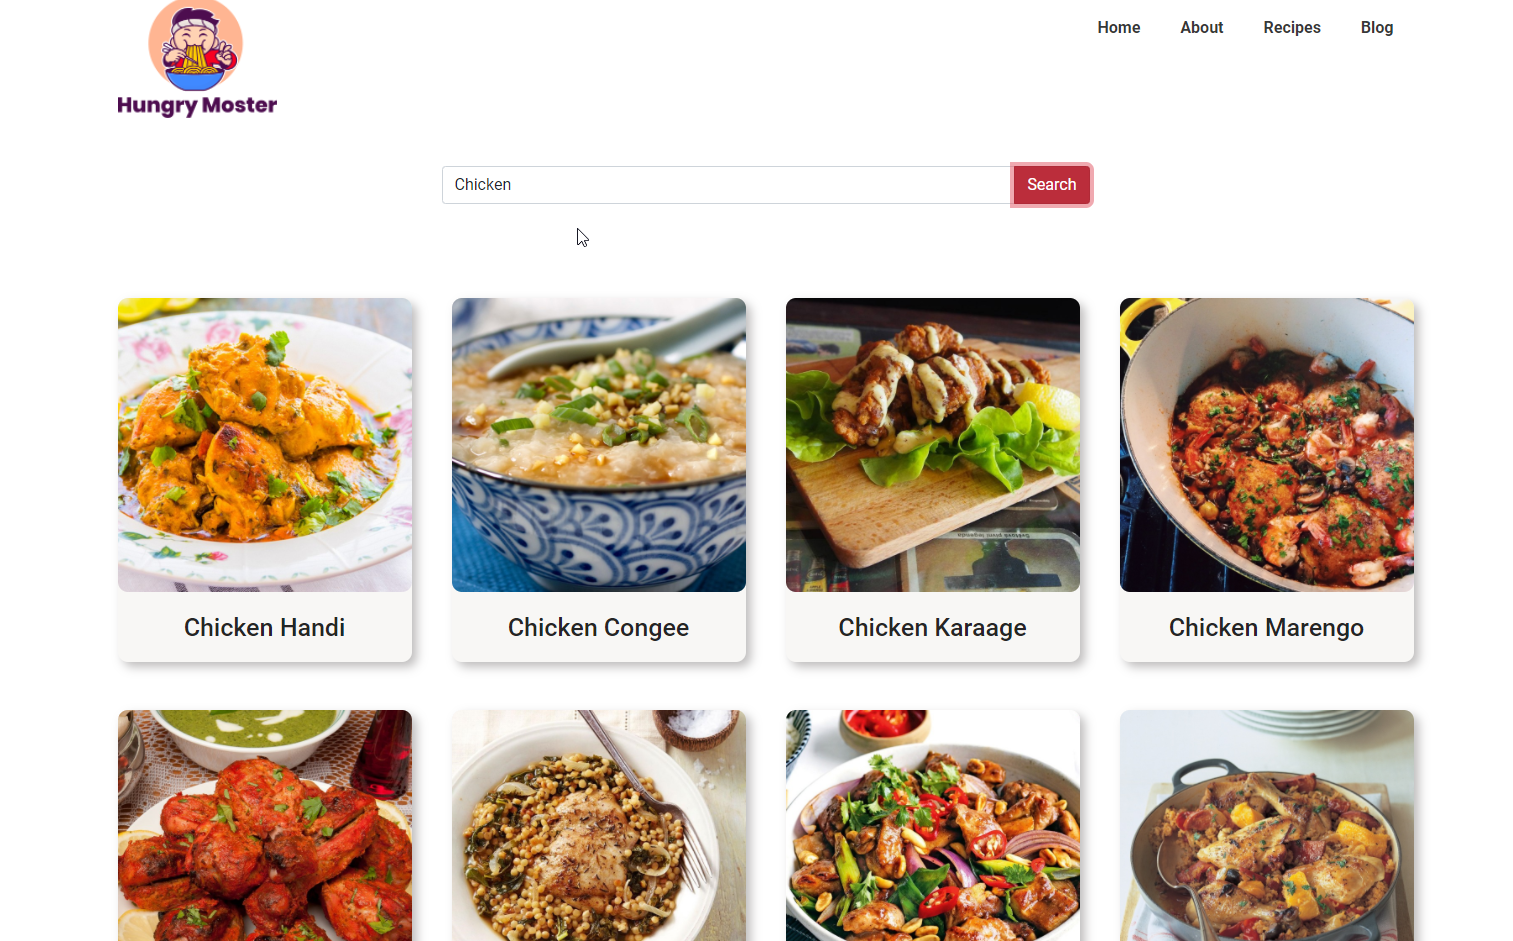 Hungry Moster
Home About Recipes Blog
Chicken Search
Chicken Handi Chicken Congee Chicken Karaage Chicken Marengo